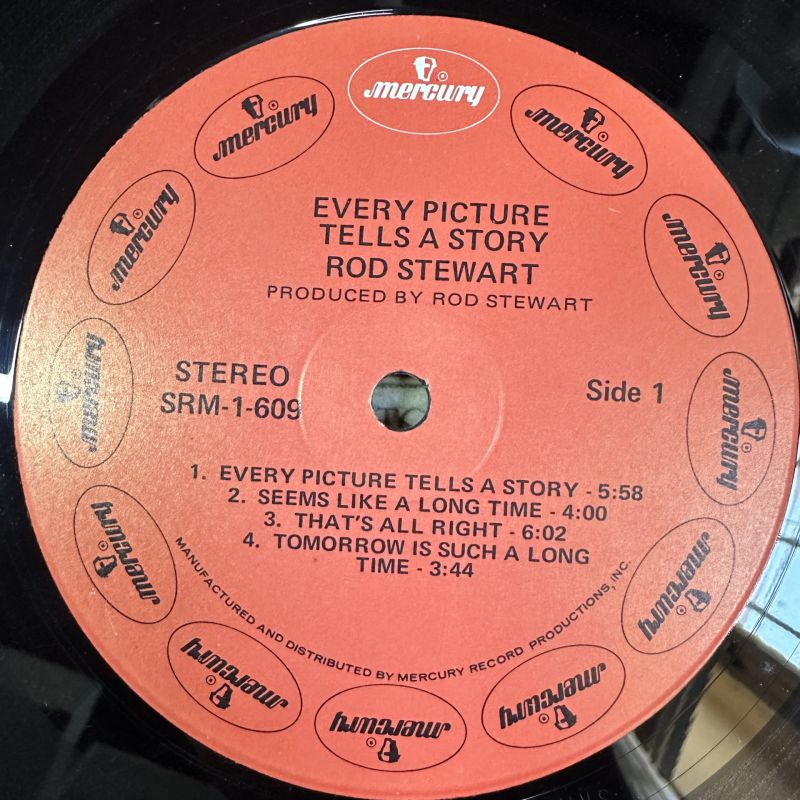 mercury
mercury
mercury
mercury
mercury
mercury
mercury
mercury
mercury
mercury
mercury
mercury
EVERY PICTURE
TELLS A STORY
ROD STEWART
PRODUCED BY ROD STEWART
STEREO
SRM-1-609
Side 1
1. EVERY PICTURE TELLS A STORY - 5:58
2. SEEMS LIKE A LONG TIME - 4:00
3. THAT'S ALL RIGHT - 6:02
4. TOMORROW IS SUCH A LONG
TIME - 3:44
MANUFACTURED AND DISTRIBUTED BY MERCURY RECORD PRODUCTIONS, INC.